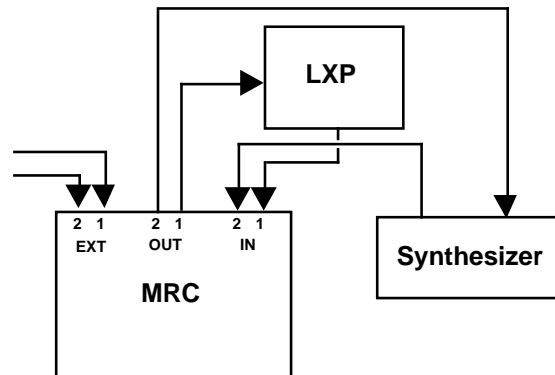 LXP
2 1 2 1 2 1
EXT OUT IN
Synthesizer
MRC